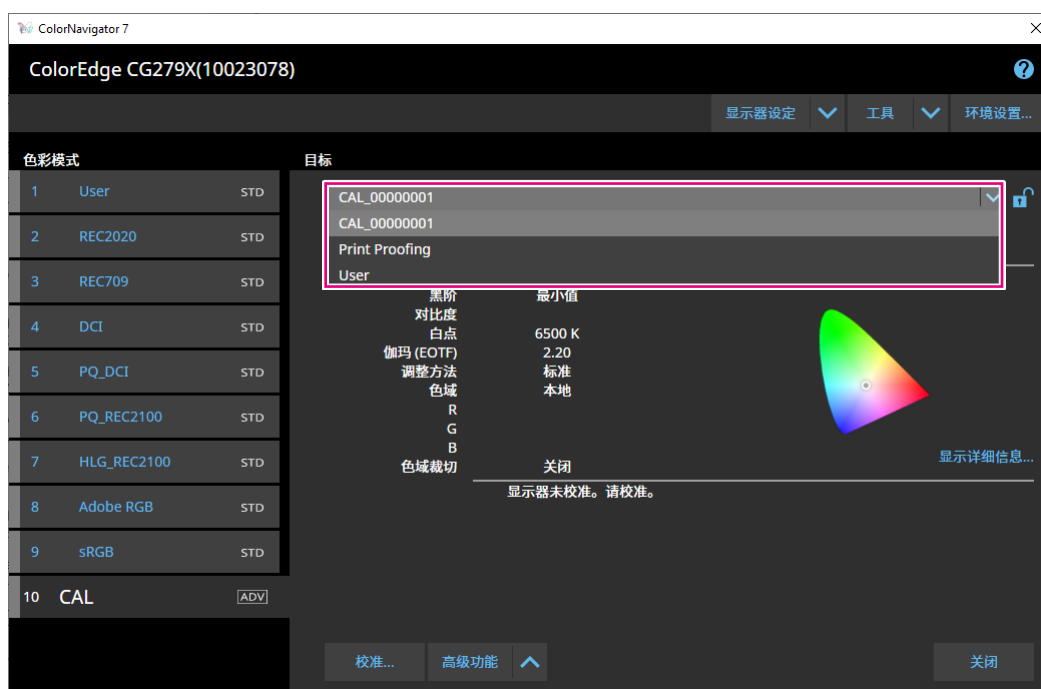 ColorNavigator 7
ColorEdge CG279X(10023078)
显示器设定 工具 环境设置...
色彩模式
1 User STD
2 REC2020 STD
3 REC709 STD
4 DCI STD
5 PQ_DCI STD
6 PQ_REC2100 STD
7 HLG_REC2100 STD
8 Adobe RGB STD
9 sRGB STD
10 CAL ADV
目标
CAL_00000001
CAL_00000001
Print Proofing
User
黑阶 最小值
对比度
白点 6500 K
伽玛 (EOTF) 2.20
调整方法 标准
色域 本地
R
G
B
色域裁切 关闭
显示详细信息...
显示器未校准。请校准。
校准... 高级功能 关闭